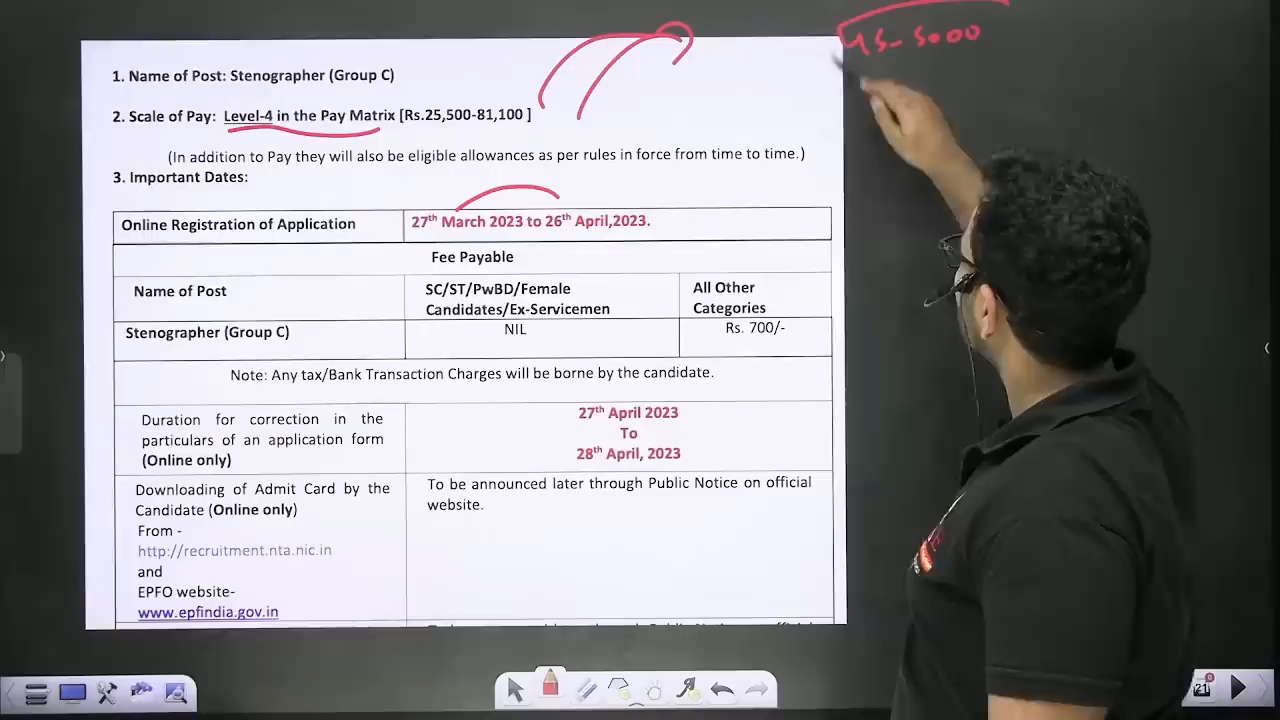 45-5000
1. Name of Post: Stenographer (Group C)
2. Scale of Pay: Level-4 in the Pay Matrix [Rs.25,500-81,100 ]
(In addition to Pay they will also be eligible allowances as per rules in force from time to time.)
3. Important Dates:
Online Registration of Application
27th March 2023 to 26th April,2023.
Fee Payable
Name of Post
SC/ST/PwBD/Female
Candidates/Ex-Servicemen
All Other
Categories
Stenographer (Group C)
NIL
Rs. 700/-
Note: Any tax/Bank Transaction Charges will be borne by the candidate.
Duration for correction in the
particulars of an application form
(Online only)
27th April 2023
To
28th April, 2023
Downloading of Admit Card by the
Candidate (Online only)
From -
http://recruitment.nta.nic.in
and
EPFO website-
www.epfindia.gov.in
To be announced later through Public Notice on official
website.
21